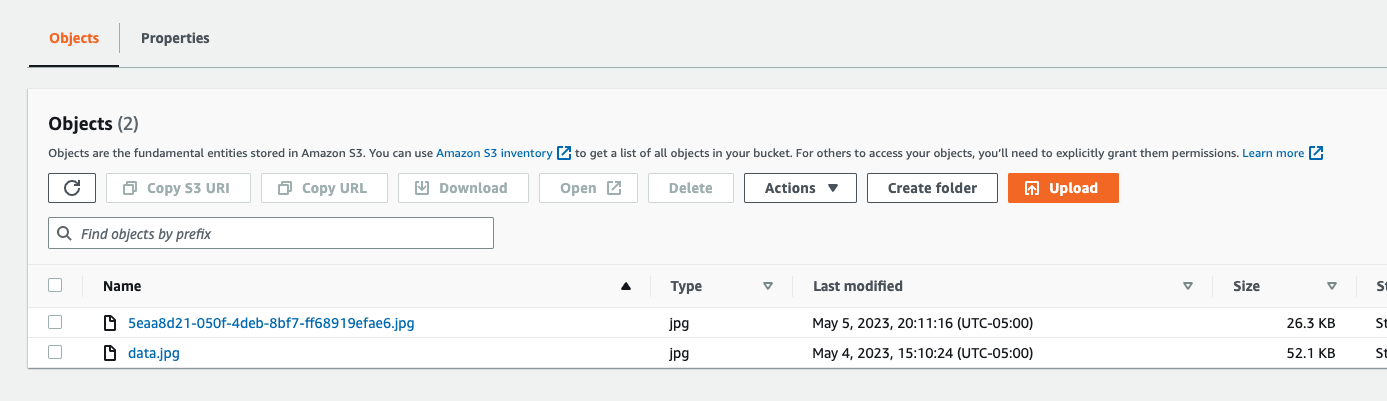 Objects Properties
Objects (2)
Objects are the fundamental entities stored in Amazon S3. You can use Amazon S3 inventory to get a list of all objects in your bucket. For others to access your objects, you'll need to explicitly grant them permissions. Learn more
Copy S3 URI Copy URL Download Open Delete Actions Create folder Upload
Find objects by prefix
Name Type Last modified Size
5eaa8d21-050f-4deb-8bf7-ff68919efae6.jpg jpg May 5, 2023, 20:11:16 (UTC-05:00) 26.3 KB
data.jpg jpg May 4, 2023, 15:10:24 (UTC-05:00) 52.1 KB